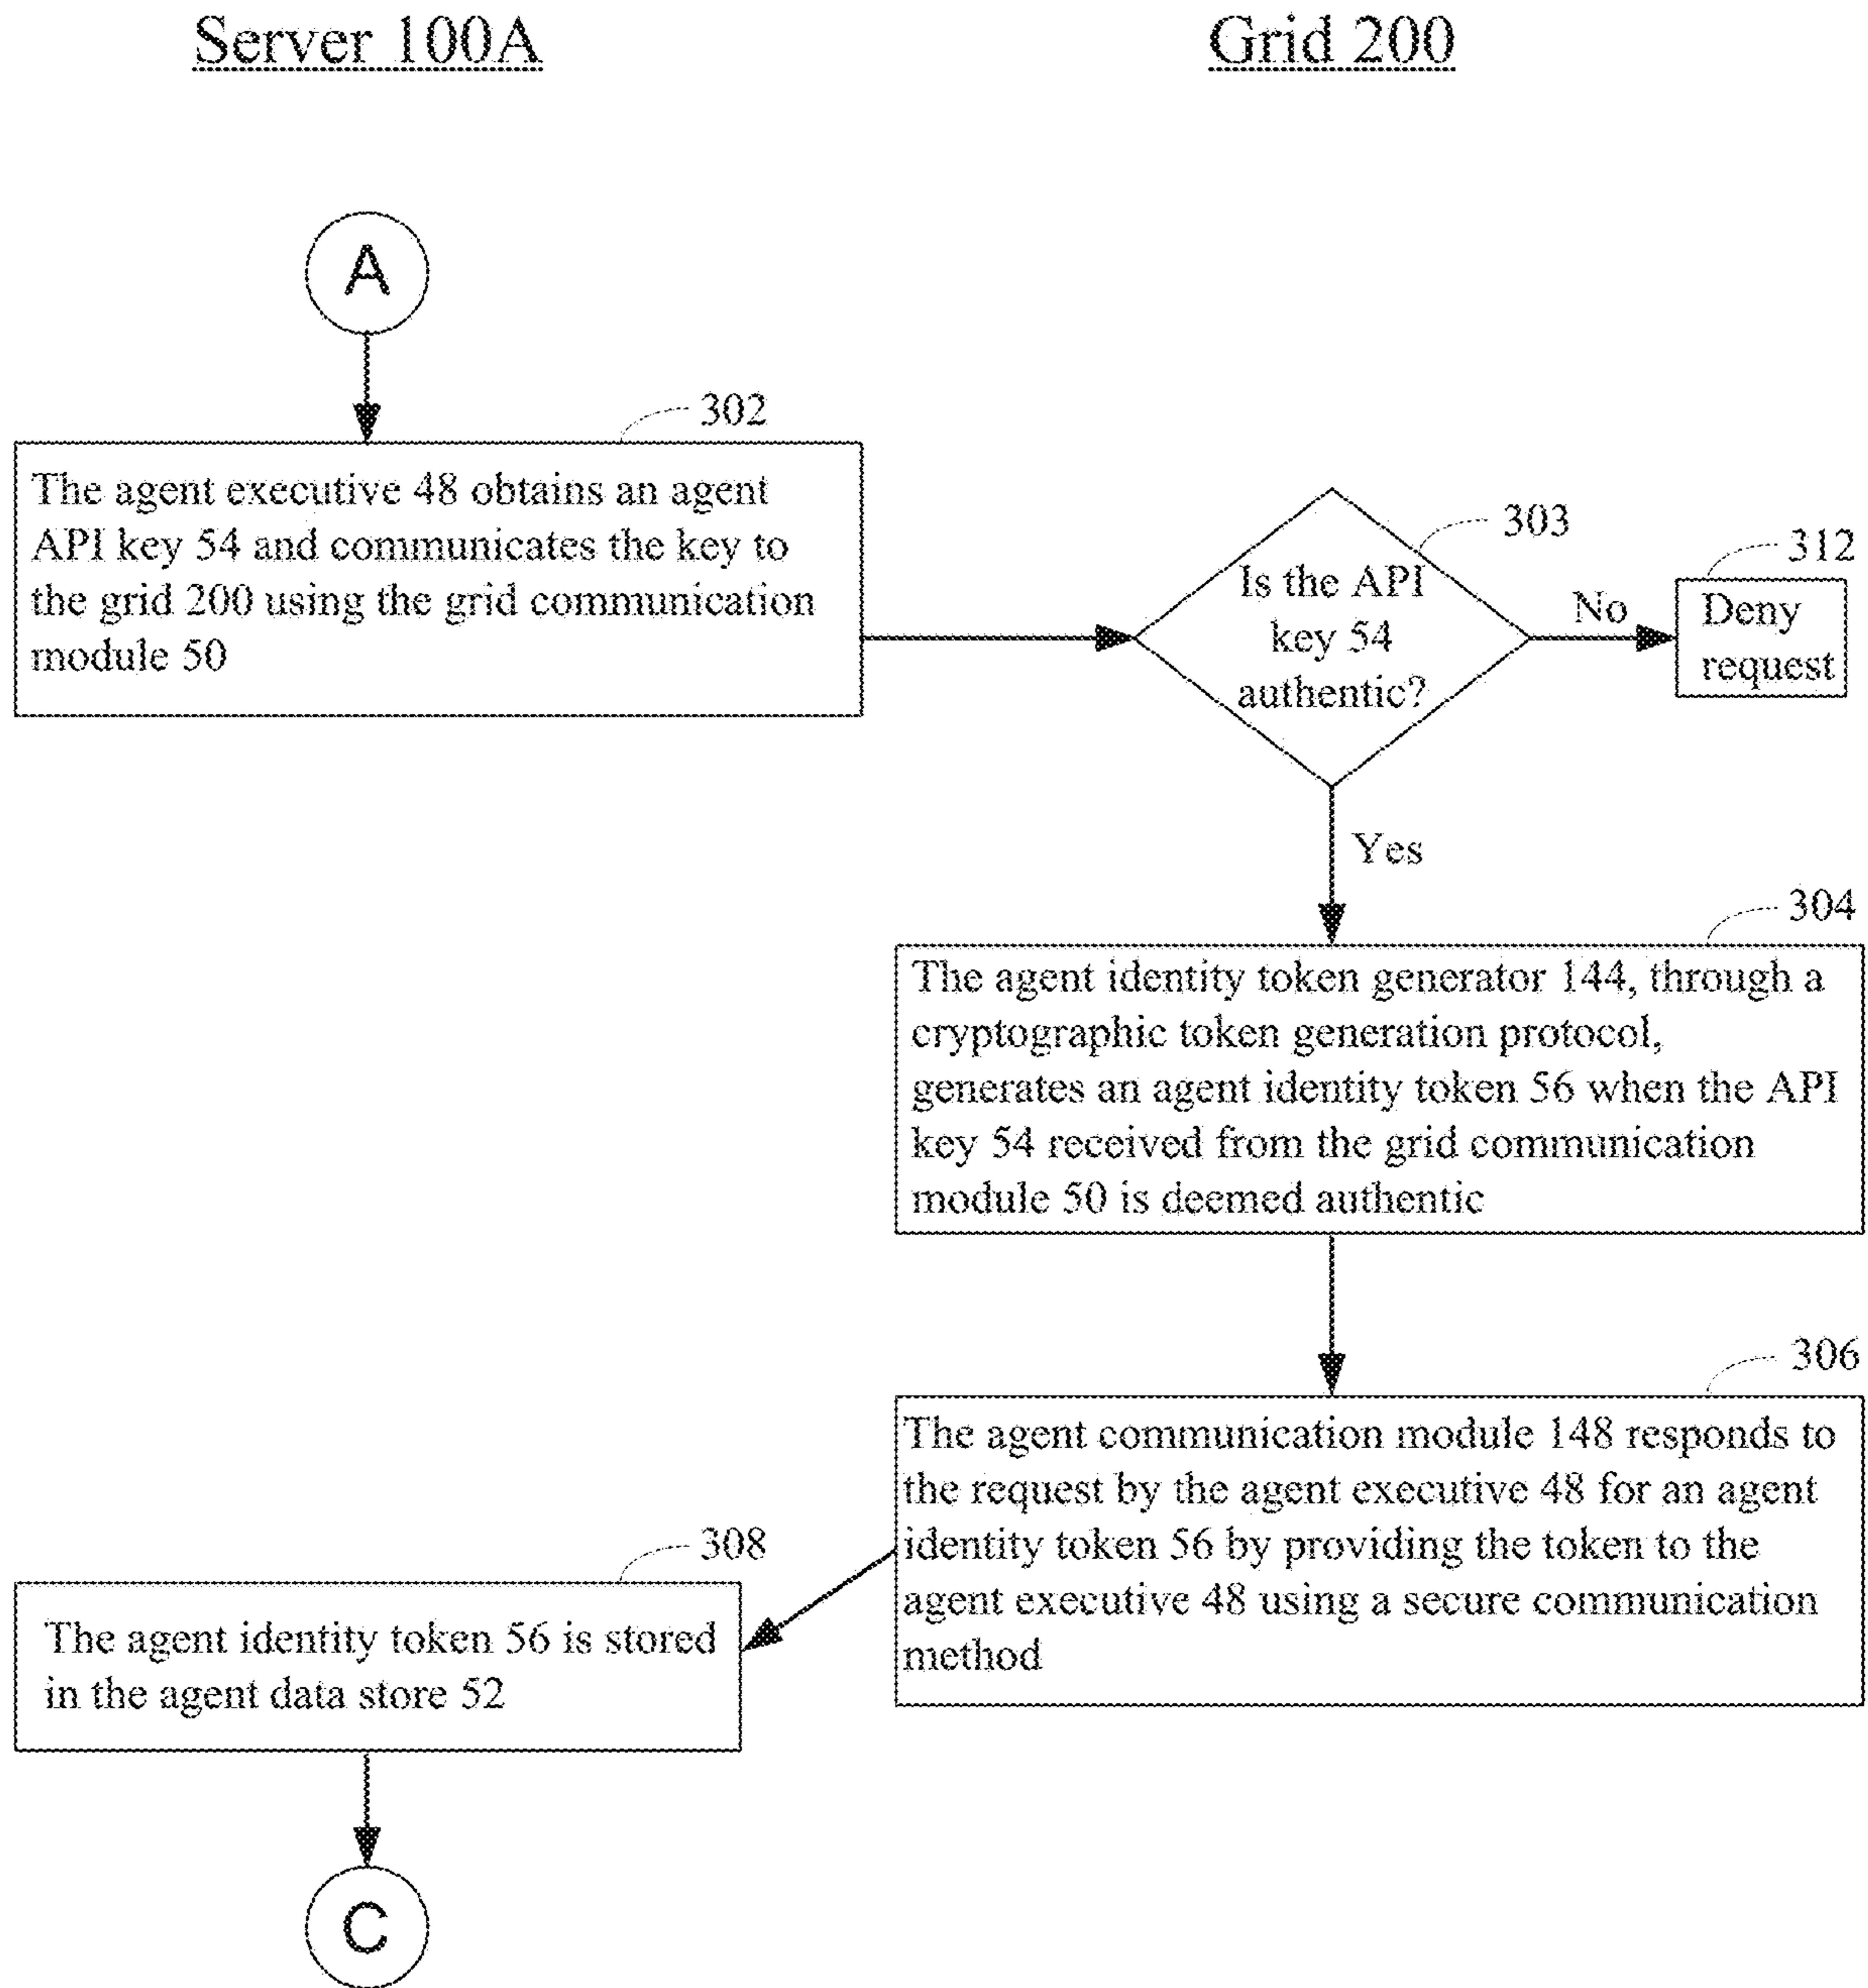 Server 100A
Grid 200
A
302
The agent executive 48 obtains an agent
API key 54 and communicates the key to
the grid 200 using the grid communication
module 50
303
Is the API
key 54
authentic?
No
312
Deny
request
Yes
304
The agent identity token generator 144, through a
cryptographic token generation protocol,
generates an agent identity token 56 when the API
key 54 received from the grid communication
module 50 is deemed authentic
306
The agent communication module 148 responds to
the request by the agent executive 48 for an agent
identity token 56 by providing the token to the
agent executive 48 using a secure communication
method
308
The agent identity token 56 is stored
in the agent data store 52
C